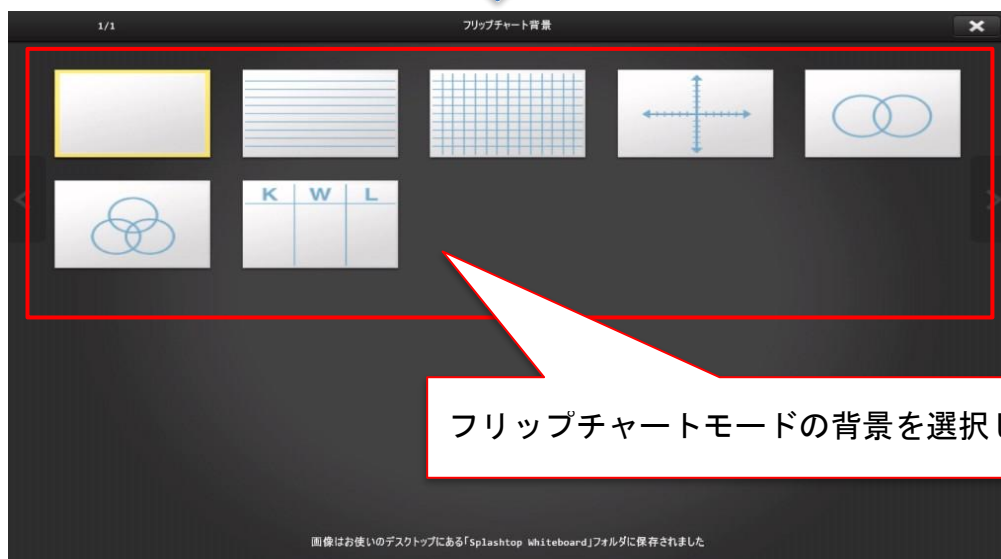 1/1
フリップチャート背景
K W L
フリップチャートモードの背景を選択し
画像はお使いのデスクトップにある「Splashtop Whiteboard」フォルダに保存されました